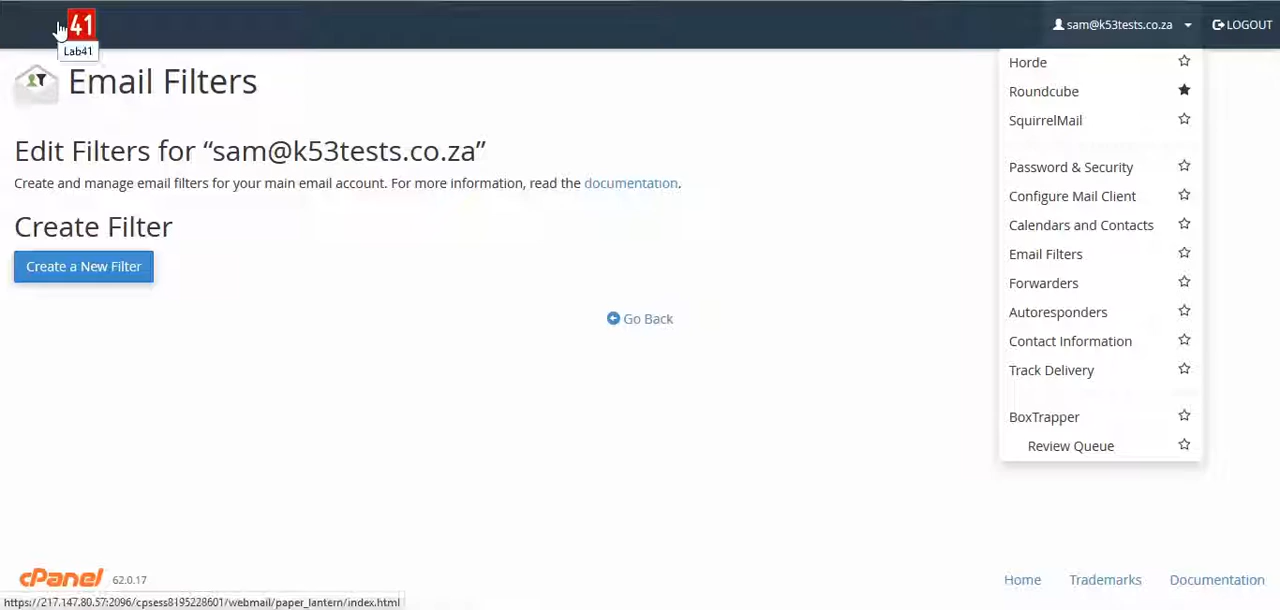 41
Lab41
sam@k53tests.co.za
LOGOUT
Email Filters
Edit Filters for “sam@k53tests.co.za”
Create and manage email filters for your main email account. For more information, read the documentation.
Create Filter
Create a New Filter
Go Back
Horde
Roundcube
SquirrelMail
Password & Security
Configure Mail Client
Calendars and Contacts
Email Filters
Forwarders
Autoresponders
Contact Information
Track Delivery
BoxTrapper
Review Queue
cPanel 62.0.17
Home Trademarks Documentation
https://217.147.80.57:2096/cpsess8195228601/webmail/paper_lantern/index.html